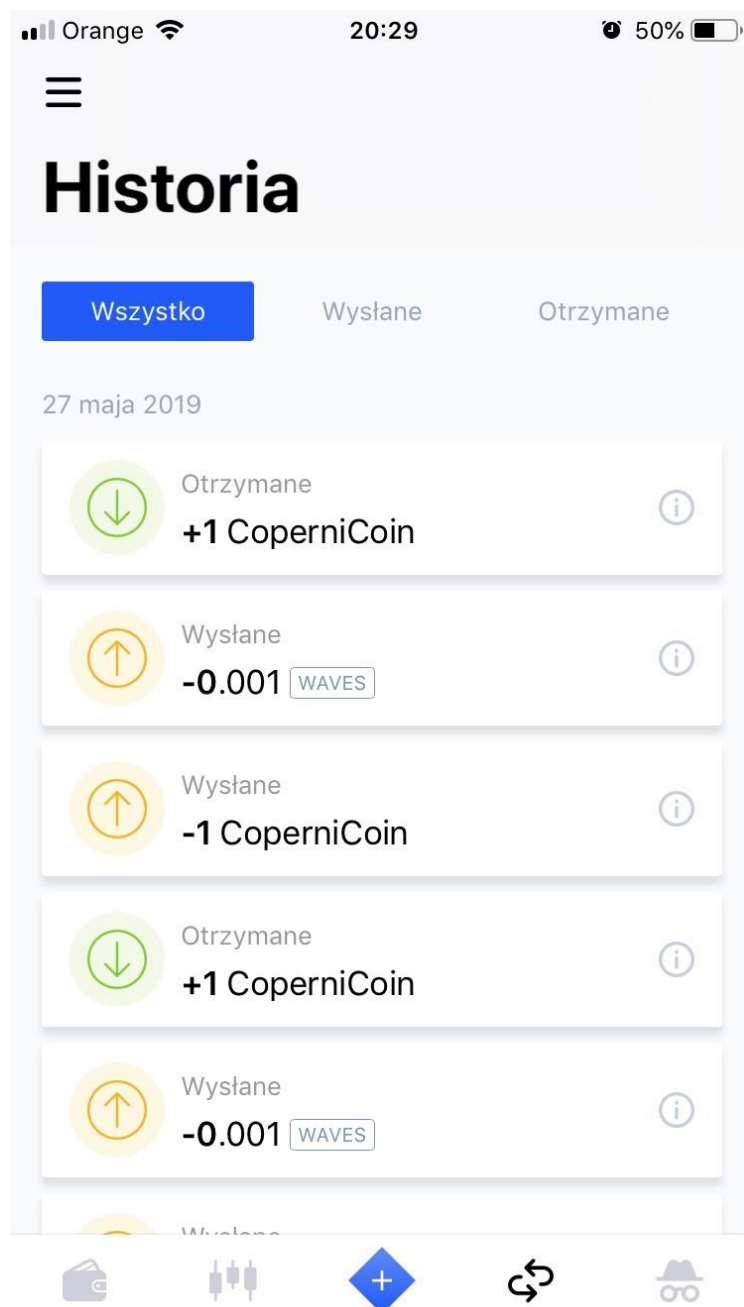 Orange 20:29 50%
Historia
Wszystko Wysłane Otrzymane
27 maja 2019
Otrzymane
+1 CoperniCoin
Wysłane
-0.001 WAVES
Wysłane
-1 CoperniCoin
Otrzymane
+1 CoperniCoin
Wysłane
-0.001 WAVES
Wysłane